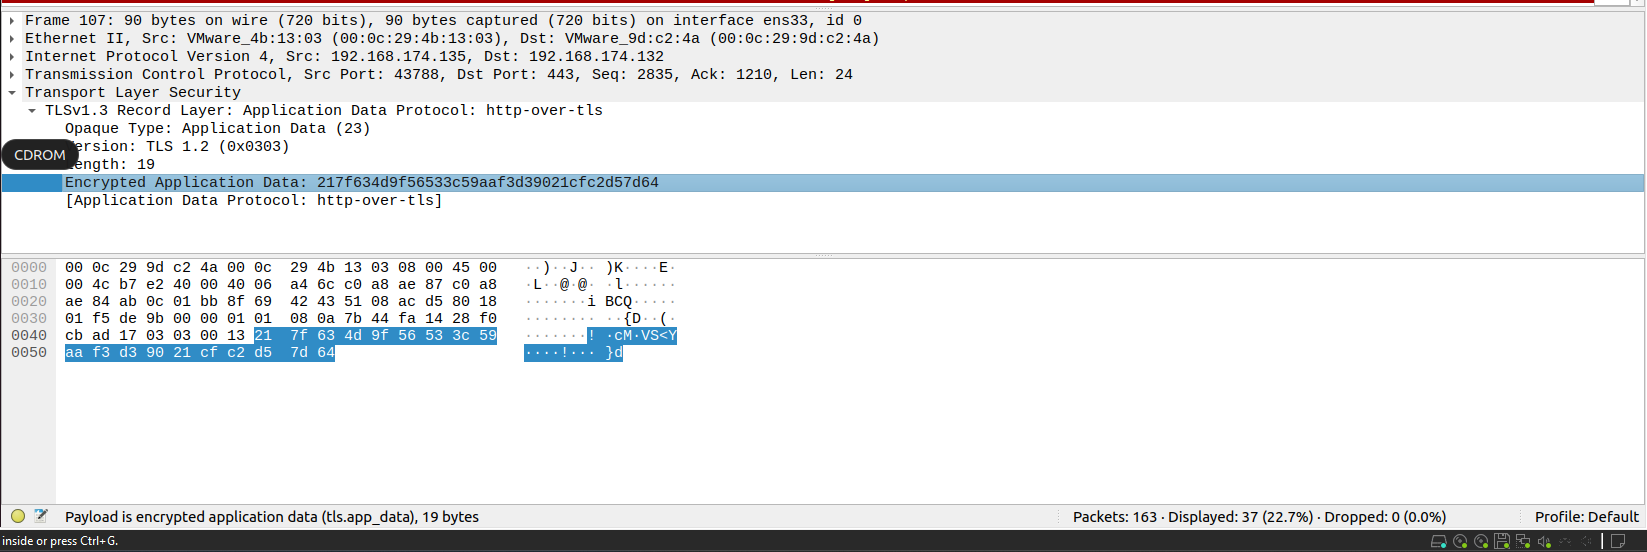 Frame 107: 90 bytes on wire (720 bits), 90 bytes captured (720 bits) on interface ens33, id 0
Ethernet II, Src: VMware_4b:13:03 (00:0c:29:4b:13:03), Dst: VMware_9d:c2:4a (00:0c:29:9d:c2:4a)
Internet Protocol Version 4, Src: 192.168.174.135, Dst: 192.168.174.132
Transmission Control Protocol, Src Port: 43788, Dst Port: 443, Seq: 2835, Ack: 1210, Len: 24
Transport Layer Security
TLSv1.3 Record Layer: Application Data Protocol: http-over-tls
Opaque Type: Application Data (23)
ersion: TLS 1.2 (0x0303)
CDROM
ength: 19
Encrypted Application Data: 217f634d9f56533c59aaf3d39021cfc2d57d64
[Application Data Protocol: http-over-tls]
0000 00 0c 29 9d c2 4a 00 0c 29 4b 13 03 08 00 45 00 ··)··J·· )K····E·
0010 00 4c b7 e2 40 00 40 06 a4 6c c0 a8 ae 87 c0 a8 ·L··@·@· ·l······
0020 ae 84 ab 0c 01 bb 8f 69 42 43 51 08 ac d5 80 18 ·······i BCQ·····
0030 01 f5 de 9b 00 00 01 01 08 0a 7b 44 fa 14 28 f0 ········ ··{D··(·
0040 cb ad 17 03 03 00 13 21 7f 63 4d 9f 56 53 3c 59 ·······! ·cM·VS<Y
0050 aa f3 d3 90 21 cf c2 d5 7d 64 ····!··· }d
Payload is encrypted application data (tls.app_data), 19 bytes Packets: 163 · Displayed: 37 (22.7%) · Dropped: 0 (0.0%) Profile: Default
inside or press Ctrl+G.